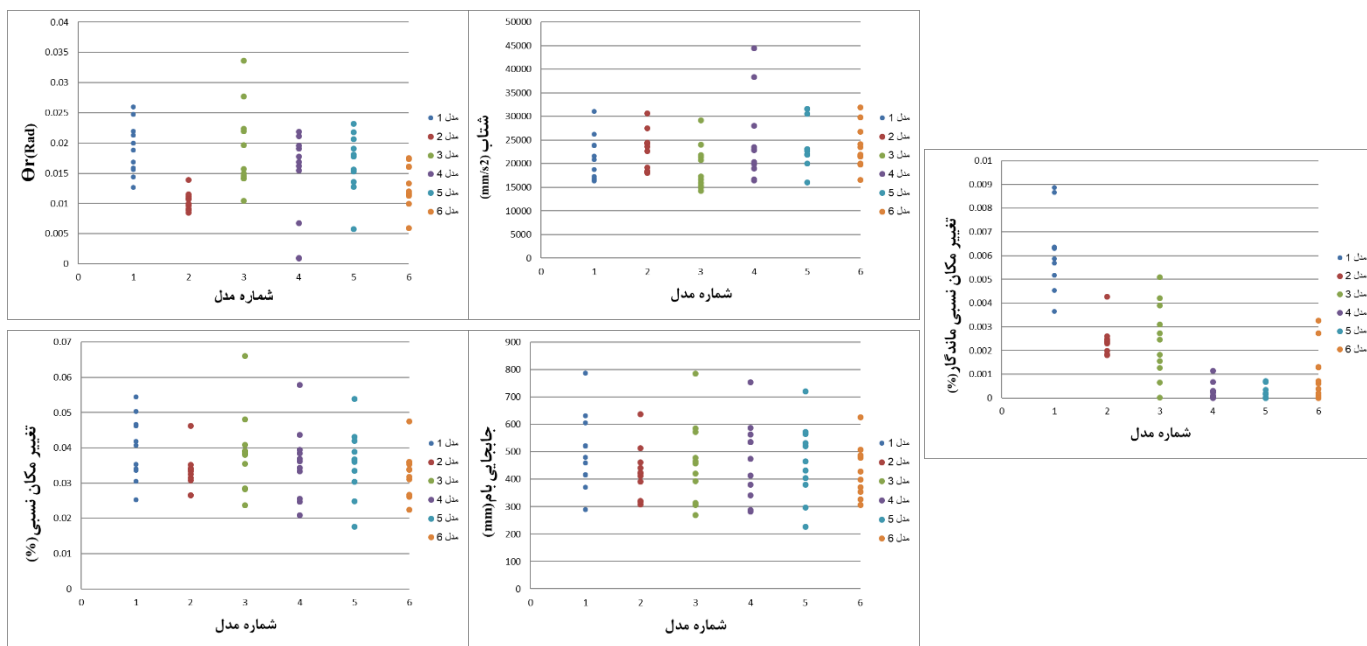 0.04
0.035
0.03
0.025
0.02
0.015
0.01
0.005
0
Θr(Rad)
0 1 2 3 4 5 6
شماره مدل
مدل 1
مدل 2
مدل 3
مدل 4
مدل 5
مدل 6
50000
45000
40000
35000
30000
25000
20000
15000
10000
5000
0
شتاب (mm/s2)
0 1 2 3 4 5 6
شماره مدل
مدل 1
مدل 2
مدل 3
مدل 4
مدل 5
مدل 6
0.01
0.009
0.008
0.007
0.006
0.005
0.004
0.003
0.002
0.001
0
تغییر مکان نسبی ماندگار(%)
0 1 2 3 4 5 6
شماره مدل
مدل 1
مدل 2
مدل 3
مدل 4
مدل 5
مدل 6
0.07
0.06
0.05
0.04
0.03
0.02
0.01
0
تغییر مکان نسبی(%)
0 1 2 3 4 5 6
شماره مدل
مدل 1
مدل 2
مدل 3
مدل 4
مدل 5
مدل 6
900
800
700
600
500
400
300
200
100
0
جابجایی بام(mm)
0 1 2 3 4 5 6
شماره مدل
مدل 1
مدل 2
مدل 3
مدل 4
مدل 5
مدل 6